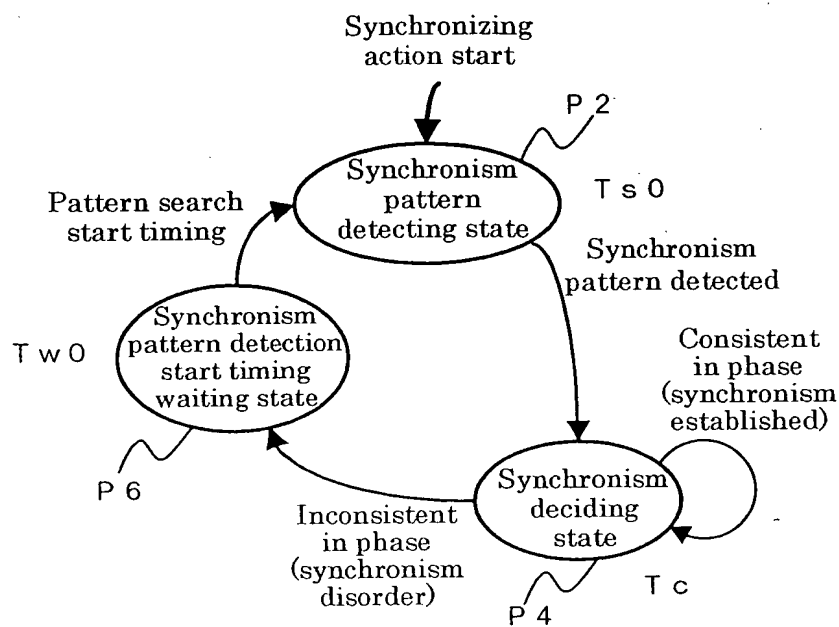 Synchronizing
action start
P 2
Synchronism
pattern
detecting state
T s 0
Pattern search
start timing
Synchronism
pattern detected
T w 0
Synchronism
pattern detection
start timing
waiting state
Consistent
in phase
(synchronism
established)
P 6
Inconsistent
in phase
(synchronism
disorder)
Synchronism
deciding
state
P 4
T c